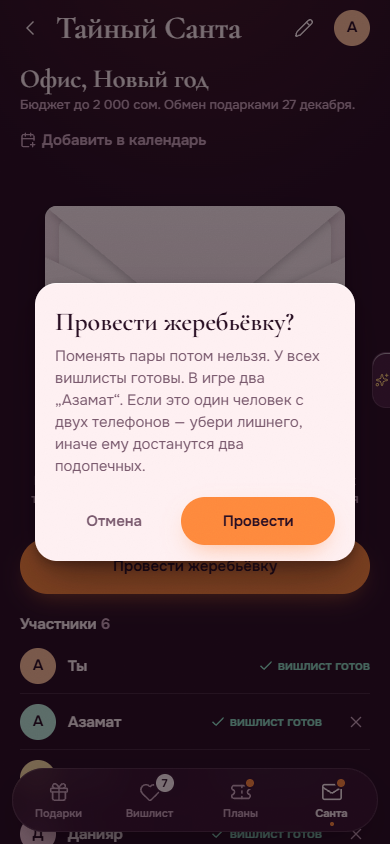 Тайный Санта
А
Офис, Новый год
Бюджет до 2 000 сом. Обмен подарками 27 декабря.
Добавить в календарь
Провести жеребьёвку?
Поменять пары потом нельзя. У всех
вишлисты готовы. В игре два
„Азамат“. Если это один человек с
двух телефонов — убери лишнего,
иначе ему достанутся два
подопечных.
Отмена
Провести
Провести жеребьёвку
Участники 6
А
Ты
вишлист готов
А
Азамат
вишлист готов
7
Подарки
Вишлист
Планы
Санта
Д
Данияр
вишлист готов